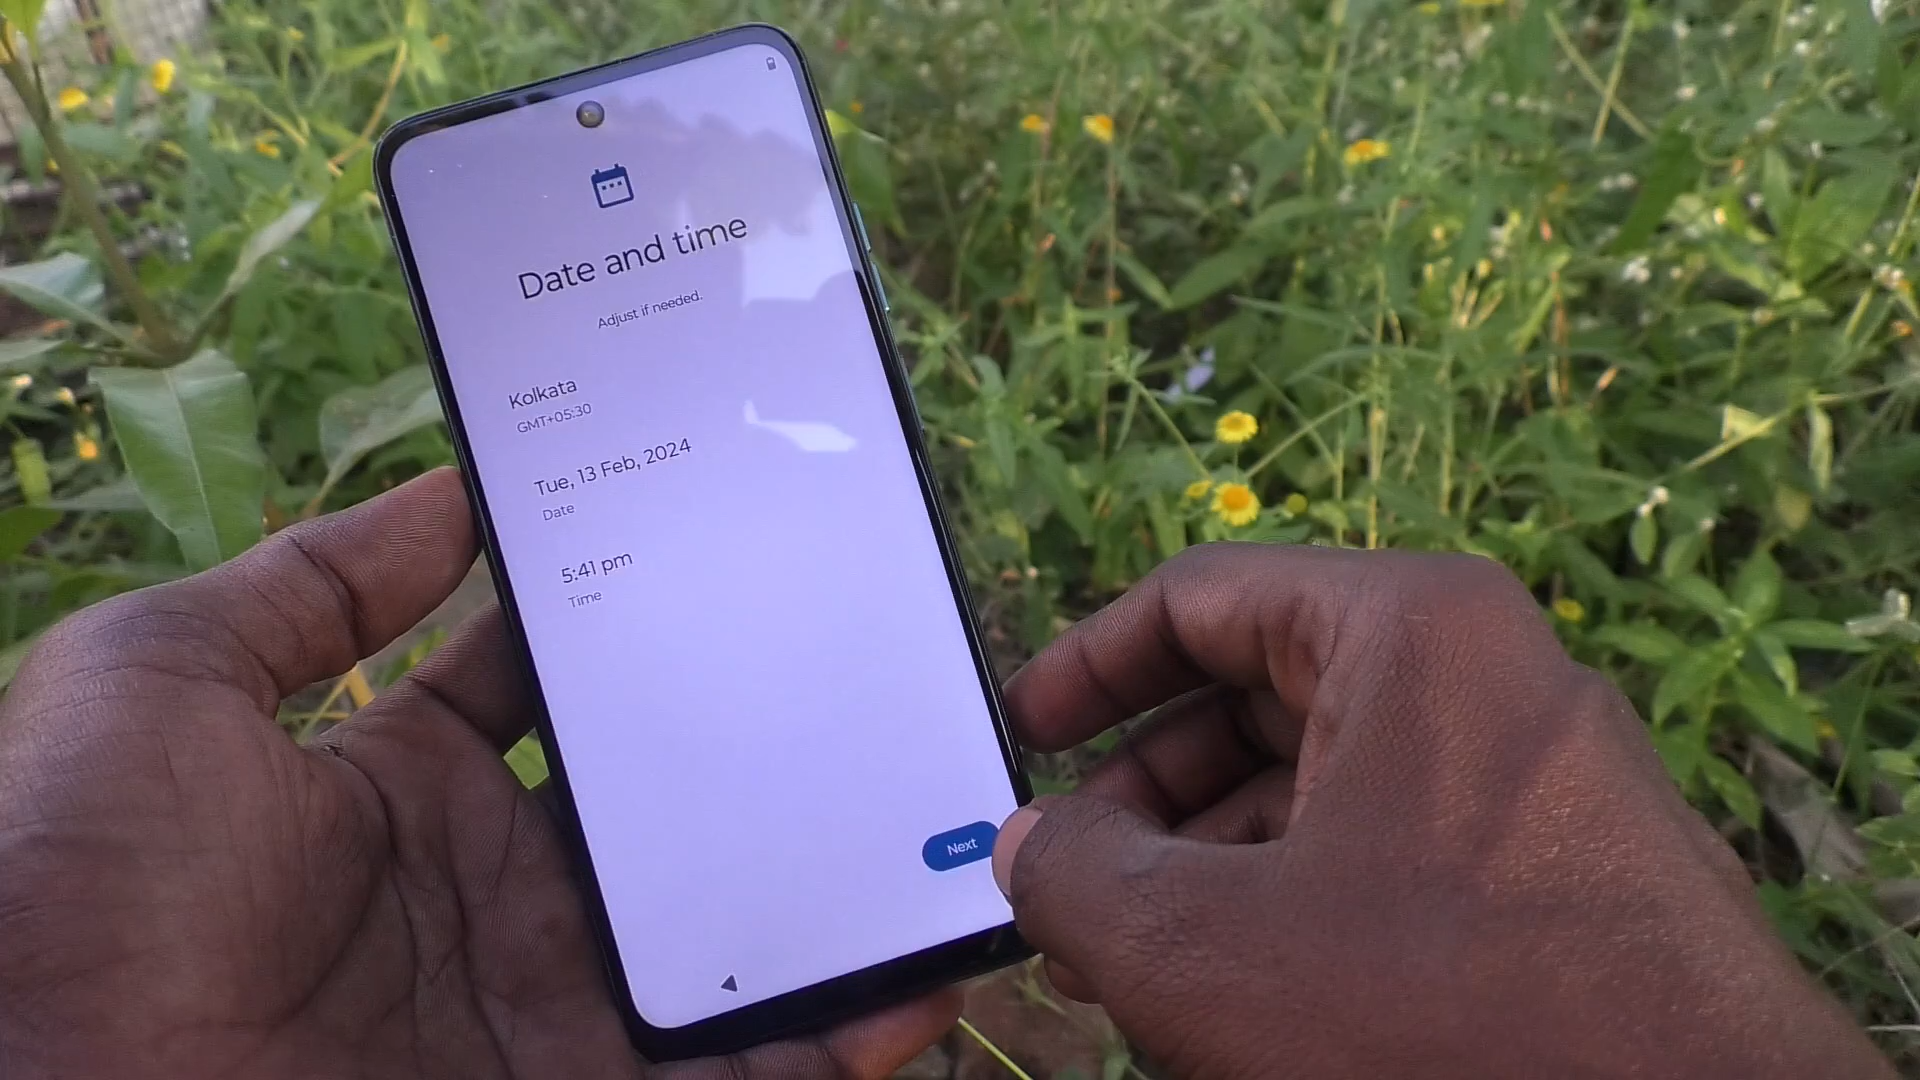 Date and time
Adjust if needed.
Kolkata
GMT+05:30
Tue, 13 Feb, 2024
Date
5:41 pm
Time
Next